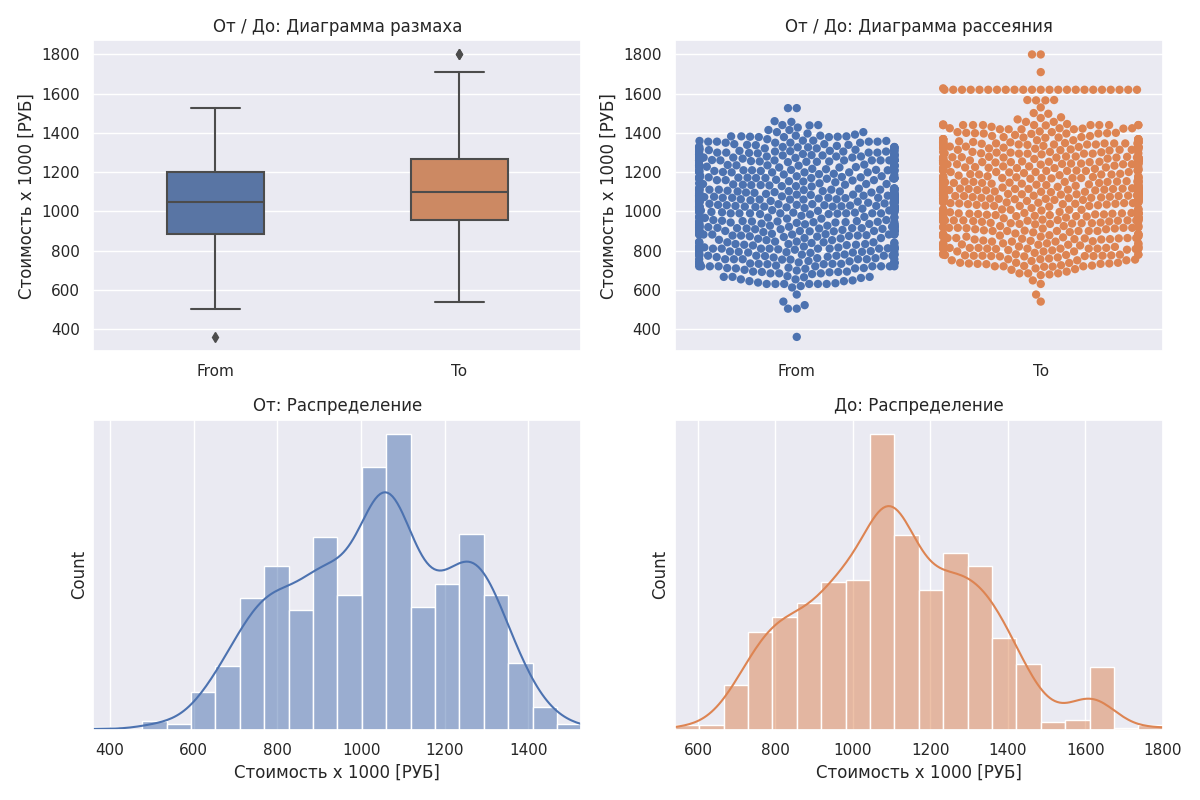 От / До: Диаграмма размаха
Стоимость x 1000 [РУБ]
1800
1600
1400
1200
1000
800
600
400
From
To
От / До: Диаграмма рассеяния
Стоимость x 1000 [РУБ]
1800
1600
1400
1200
1000
800
600
400
From
To
От: Распределение
Count
400
600
800
1000
1200
1400
Стоимость x 1000 [РУБ]
До: Распределение
Count
600
800
1000
1200
1400
1600
1800
Стоимость x 1000 [РУБ]